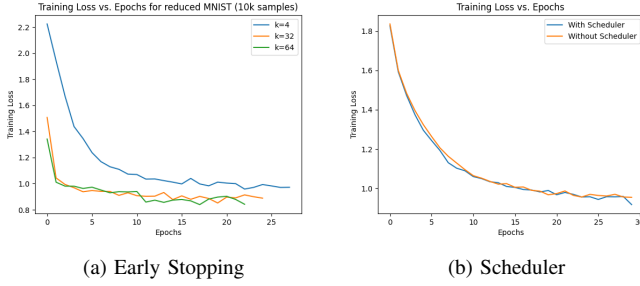 Training Loss vs. Epochs for reduced MNIST (10k samples)
k=4
k=32
k=64
2.2
2.0
1.8
1.6
1.4
1.2
1.0
0.8
Training Loss
0 5 10 15 20 25
Epochs
(a) Early Stopping
Training Loss vs. Epochs
With Scheduler
Without Scheduler
1.8
1.6
1.4
1.2
1.0
Training Loss
0 5 10 15 20 25 30
Epochs
(b) Scheduler